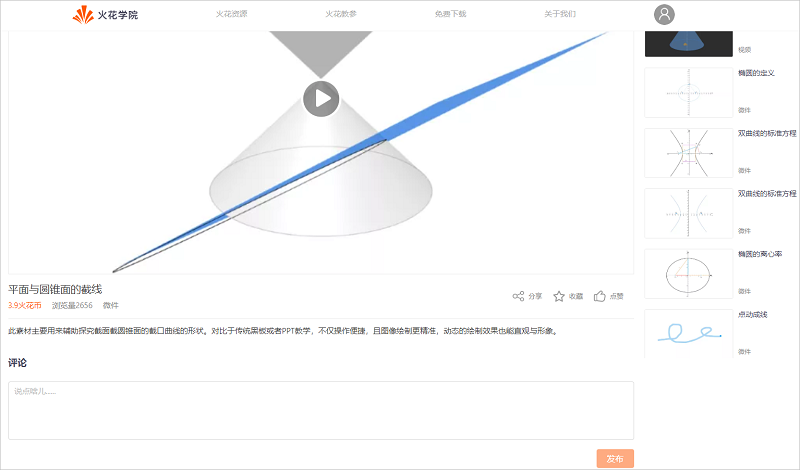 火花学院
火花资源
火花教参
免费下载
关于我们
视频
椭圆的定义
微件
双曲线的标准方程
微件
双曲线的标准方程
微件
椭圆的离心率
微件
点动成线
微件
平面与圆锥面的截线
3.9火花币 浏览量2656 微件
分享 收藏 点赞
此素材主要用来辅助探究截面截圆锥面的截口曲线的形状。对比于传统黑板或者PPT教学，不仅操作便捷，且图像绘制更精准，动态的绘制效果也能直观与形象。
评论
说点啥儿......
发布